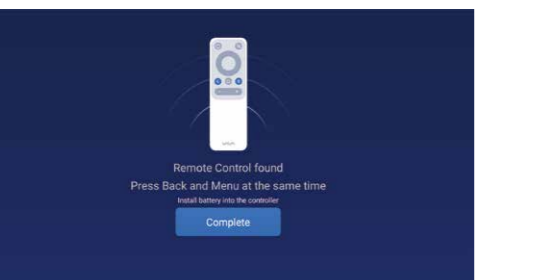 Remote Control found
Press Back and Menu at the same time
Install battery into the controller
Complete